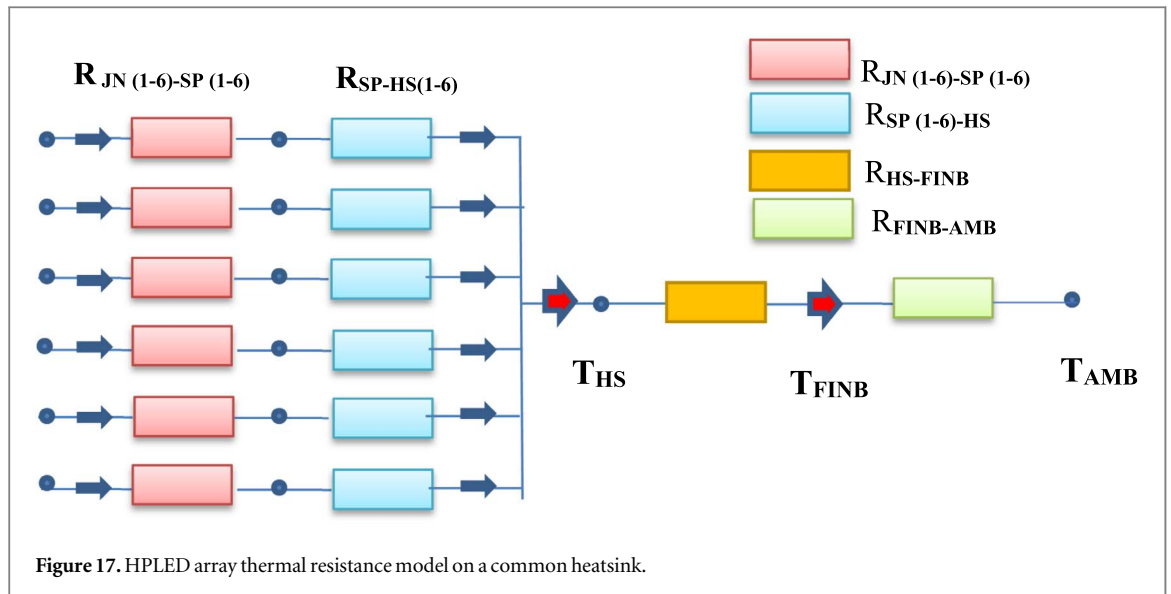 R JN (1-6)-SP (1-6)
RSP-HS(1-6)
RJN (1-6)-SP (1-6)
RSP (1-6)-HS
RHS-FINB
RFINB-AMB
THS
TFINB
TAMB
Figure 17. HPLED array thermal resistance model on a common heatsink.